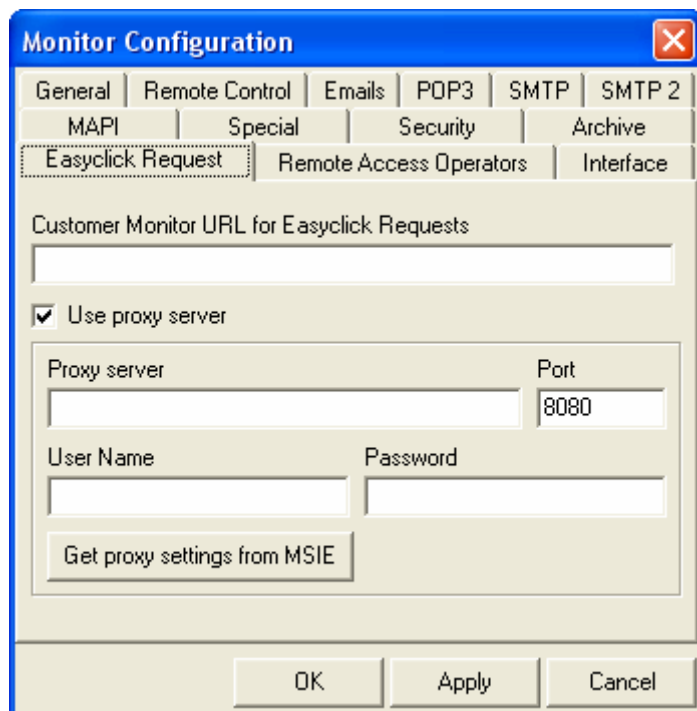 Monitor Configuration
General Remote Control Emails POP3 SMTP SMTP 2
MAPI Special Security Archive
Easyclick Request Remote Access Operators Interface
Customer Monitor URL for Easyclick Requests
Use proxy server
Proxy server Port
8080
User Name Password
Get proxy settings from MSIE
OK Apply Cancel